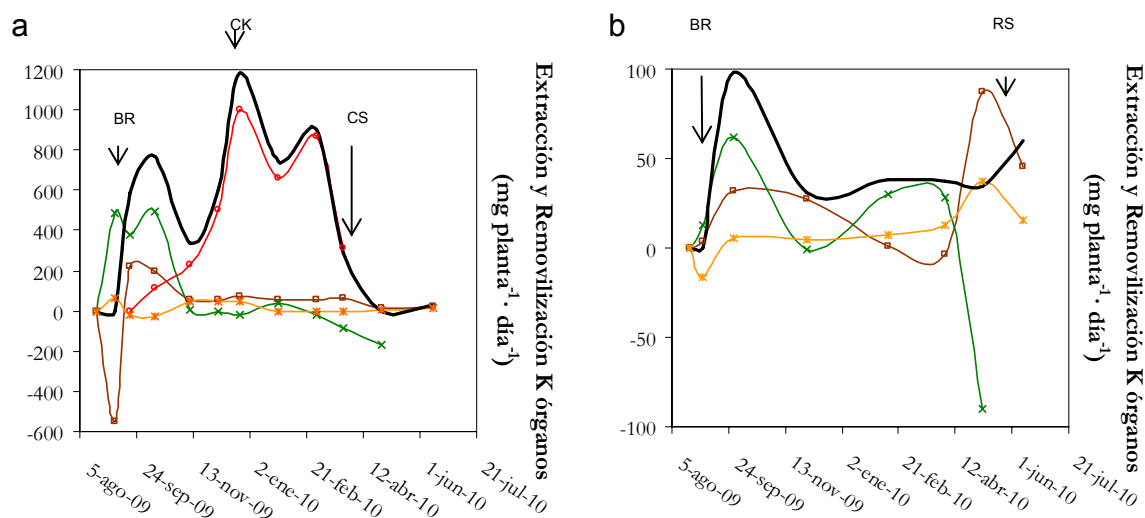 a
CK
BR
CS
1200
1000
800
600
400
200
0
-200
-400
-600
5-ago-09
24-sep-09
13-nov-09
2-ene-10
21-feb-10
12-abr-10
1-jun-10
21-jul-10
Extracción y Removilización K órganos
(mg planta⁻¹· día⁻¹)
b
BR
RS
100
50
0
-50
-100
5-ago-09
24-sep-09
13-nov-09
2-ene-10
21-feb-10
12-abr-10
1-jun-10
21-jul-10
Extracción y Removilización K órganos
(mg planta⁻¹· día⁻¹)